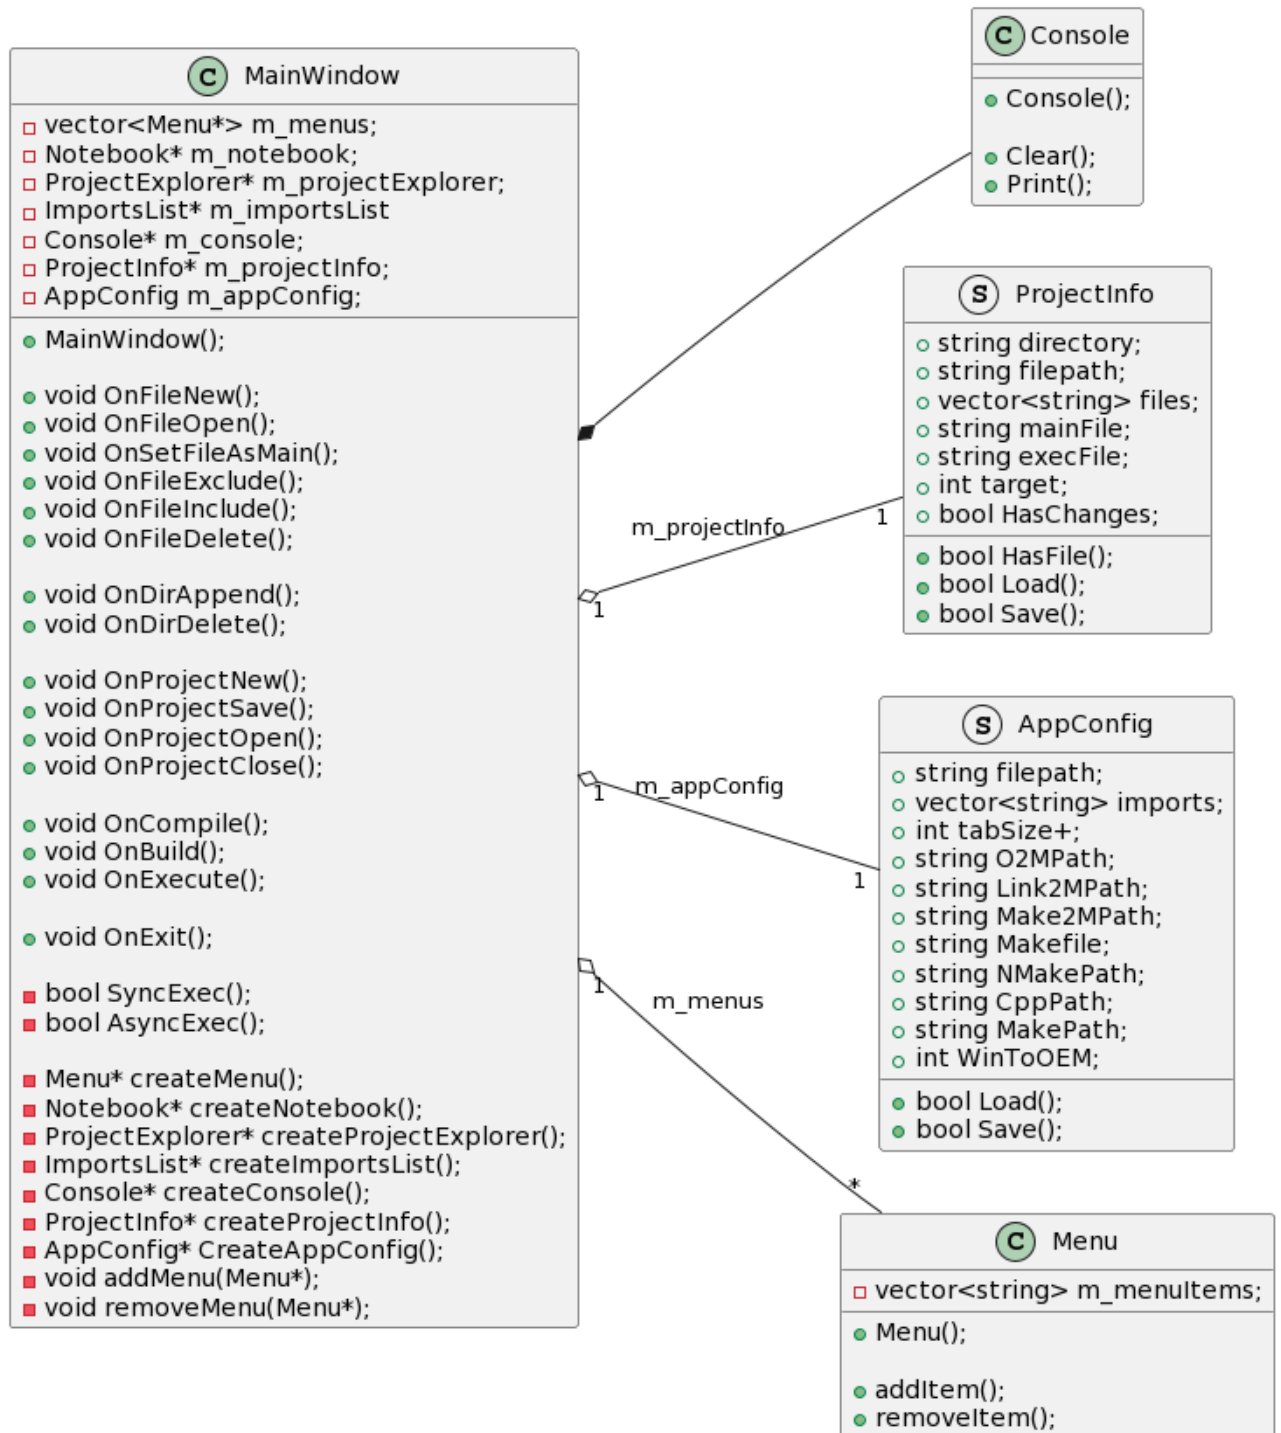 C MainWindow
vector<Menu*> m_menus;
Notebook* m_notebook;
ProjectExplorer* m_projectExplorer;
ImportsList* m_importsList
Console* m_console;
ProjectInfo* m_projectInfo;
AppConfig m_appConfig;
MainWindow();
void OnFileNew();
void OnFileOpen();
void OnSetFileAsMain();
void OnFileExclude();
void OnFileInclude();
void OnFileDelete();
void OnDirAppend();
void OnDirDelete();
void OnProjectNew();
void OnProjectSave();
void OnProjectOpen();
void OnProjectClose();
void OnCompile();
void OnBuild();
void OnExecute();
void OnExit();
bool SyncExec();
bool AsyncExec();
Menu* createMenu();
Notebook* createNotebook();
ProjectExplorer* createProjectExplorer();
ImportsList* createImportsList();
Console* createConsole();
ProjectInfo* createProjectInfo();
AppConfig* CreateAppConfig();
void addMenu(Menu*);
void removeMenu(Menu*);
m_projectInfo
1
1
m_appConfig
1
1
m_menus
1
*
C Console
Console();
Clear();
Print();
S ProjectInfo
string directory;
string filepath;
vector<string> files;
string mainFile;
string execFile;
int target;
bool HasChanges;
bool HasFile();
bool Load();
bool Save();
S AppConfig
string filepath;
vector<string> imports;
int tabSize+;
string O2MPath;
string Link2MPath;
string Make2MPath;
string Makefile;
string NMakePath;
string CppPath;
string MakePath;
int WinToOEM;
bool Load();
bool Save();
C Menu
vector<string> m_menuItems;
Menu();
addItem();
removeItem();